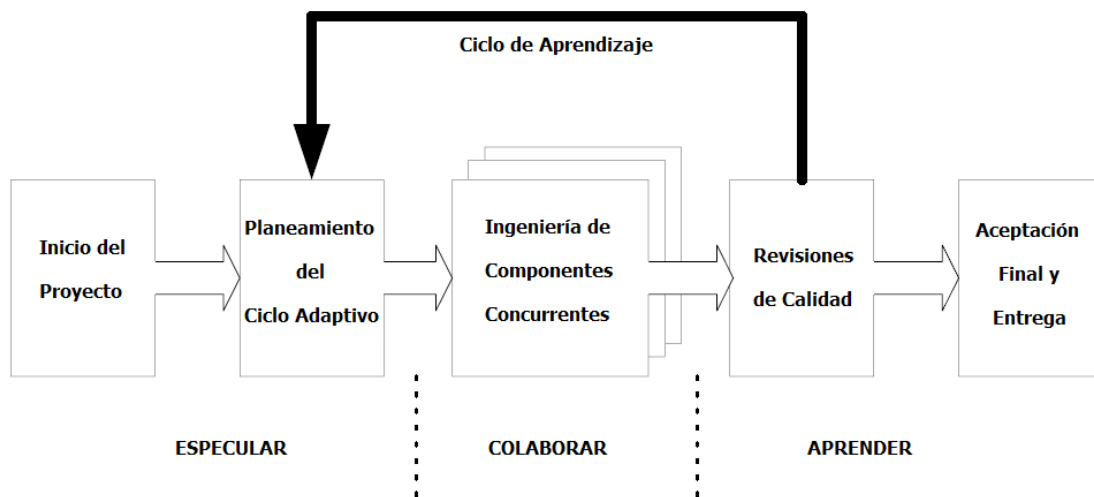 Ciclo de Aprendizaje
Inicio del
Proyecto
Planeamiento
del
Ciclo Adaptivo
Ingeniería de
Componentes
Concurrentes
Revisiones
de Calidad
Aceptación
Final y
Entrega
ESPECULAR
COLABORAR
APRENDER